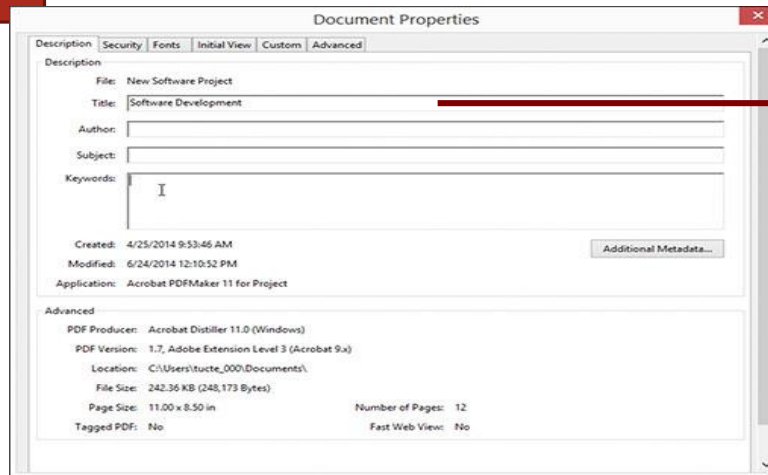 Document Properties
Description Security Fonts Initial View Custom Advanced
Description
File: New Software Project
Title: Software Development
Author:
Subject:
Keywords:
Created: 4/25/2014 9:53:46 AM
Additional Metadata...
Modified: 6/24/2014 12:10:52 PM
Application: Acrobat PDFMaker 11 for Project
Advanced
PDF Producer: Acrobat Distiller 11.0 (Windows)
PDF Version: 1.7, Adobe Extension Level 3 (Acrobat 9.x)
Location: C:\Users\tucte_000\Documents\
File Size: 242.36 KB (248,173 Bytes)
Page Size: 11.00 x 8.50 in Number of Pages: 12
Tagged PDF: No Fast Web View: No